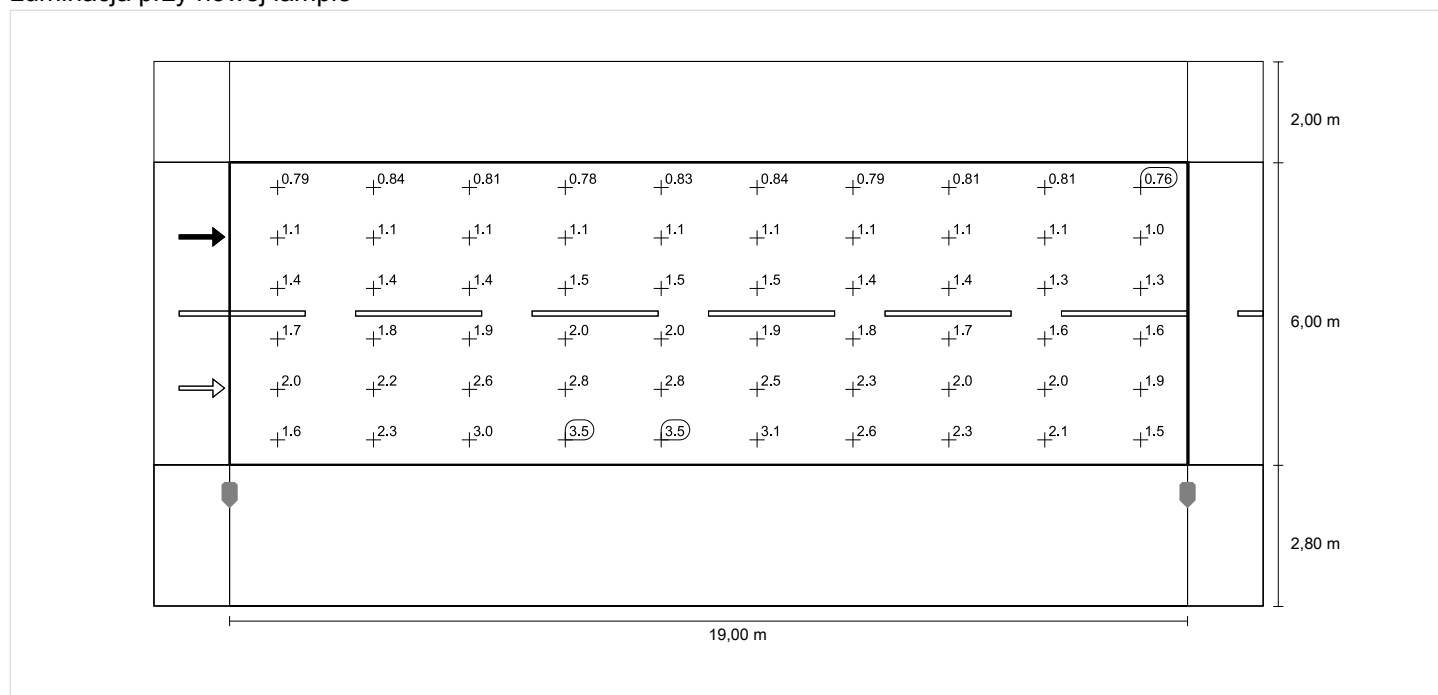 Luminacja przy nowej lampie
2,00 m
0.79 0.84 0.81 0.78 0.83 0.84 0.79 0.81 0.81 0.76
1.1 1.1 1.1 1.1 1.1 1.1 1.1 1.1 1.1 1.0
1.4 1.4 1.4 1.5 1.5 1.5 1.4 1.4 1.3 1.3
6,00 m
1.7 1.8 1.9 2.0 2.0 1.9 1.8 1.7 1.6 1.6
2.0 2.2 2.6 2.8 2.8 2.5 2.3 2.0 2.0 1.9
1.6 2.3 3.0 3.5 3.5 3.1 2.6 2.3 2.1 1.5
2,80 m
19,00 m